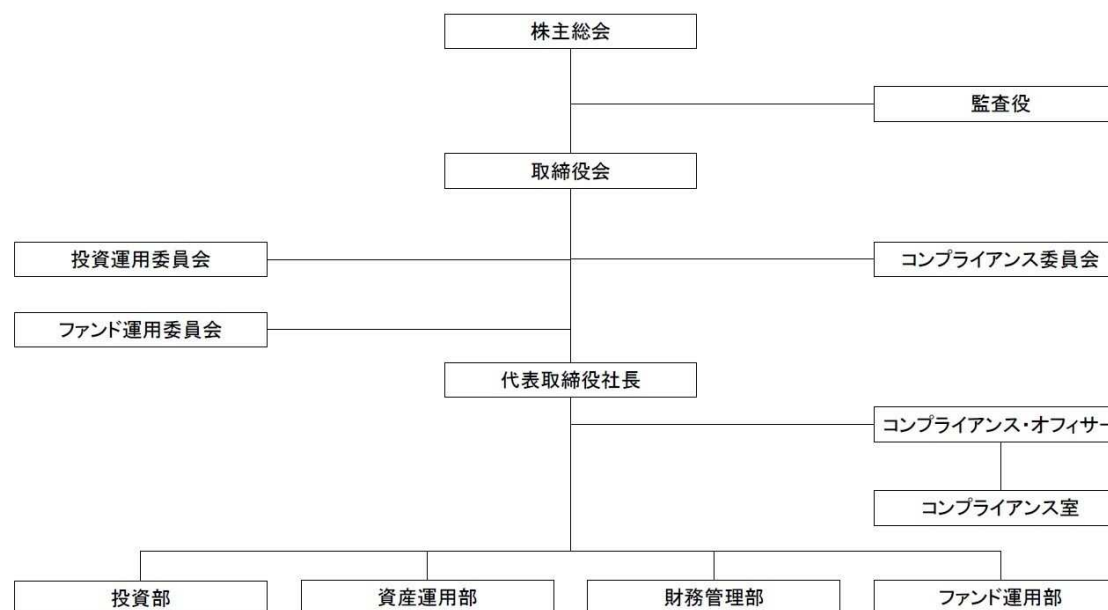 株主総会
監査役
取締役会
投資運用委員会
コンプライアンス委員会
ファンド運用委員会
代表取締役社長
コンプライアンス・オフィサー
コンプライアンス室
投資部
資産運用部
財務管理部
ファンド運用部